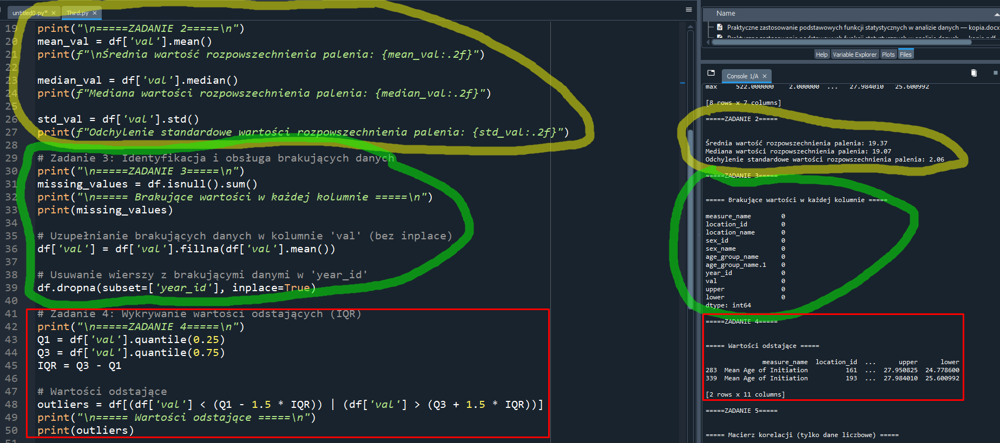 untitled0.py*
Third.py
19 print("\n=====ZADANIE 2=====\n")
20 mean_val = df['val'].mean()
21 print(f"\nŚrednia wartość rozpowszechnienia palenia: {mean_val:.2f}")
22
23 median_val = df['val'].median()
24 print(f"Mediana wartości rozpowszechnienia palenia: {median_val:.2f}")
25
26 std_val = df['val'].std()
27 print(f"Odchylenie standardowe wartości rozpowszechnienia palenia: {std_val:.2f}")
28
29 # Zadanie 3: Identyfikacja i obsługa brakujących danych
30 print("\n=====ZADANIE 3=====\n")
31 missing_values = df.isnull().sum()
32 print("\n===== Brakujące wartości w każdej kolumnie =====\n")
33 print(missing_values)
34
35 # Uzupełnianie brakujących danych w kolumnie 'val' (bez inplace)
36 df['val'] = df['val'].fillna(df['val'].mean())
37
38 # Usuwanie wierszy z brakującymi danymi w 'year_id'
39 df.dropna(subset=['year_id'], inplace=True)
40
41 # Zadanie 4: Wykrywanie wartości odstających (IQR)
42 print("\n=====ZADANIE 4=====\n")
43 Q1 = df['val'].quantile(0.25)
44 Q3 = df['val'].quantile(0.75)
45 IQR = Q3 - Q1
46
47 # Wartości odstające
48 outliers = df[(df['val'] < (Q1 - 1.5 * IQR)) | (df['val'] > (Q3 + 1.5 * IQR))]
49 print("\n===== Wartości odstające =====\n")
50 print(outliers)
51
Name
Praktyczne zastosowanie podstawowych funkcji statystycznych w analizie danych — kopia.docx
Praktyczne zastosowanie podstawowych funkcji statystycznych w analizie danych — kopia.pdf
Help Variable Explorer Plots Files
Console 1/A
max 522.000000 2.000000 ... 27.984010 25.600992
[8 rows x 7 columns]
=====ZADANIE 2=====
Średnia wartość rozpowszechnienia palenia: 19.37
Mediana wartości rozpowszechnienia palenia: 19.07
Odchylenie standardowe wartości rozpowszechnienia palenia: 2.06
=====ZADANIE 3=====
===== Brakujące wartości w każdej kolumnie =====
measure_name 0
location_id 0
location_name 0
sex_id 0
sex_name 0
age_group_name 0
age_group_name.1 0
year_id 0
val 0
upper 0
lower 0
dtype: int64
=====ZADANIE 4=====
===== Wartości odstające =====
measure_name location_id ... upper lower
283 Mean Age of Initiation 161 ... 27.950825 24.778600
339 Mean Age of Initiation 193 ... 27.984010 25.600992
[2 rows x 11 columns]
=====ZADANIE 5=====
===== Macierz korelacji (tylko dane liczbowe) =====